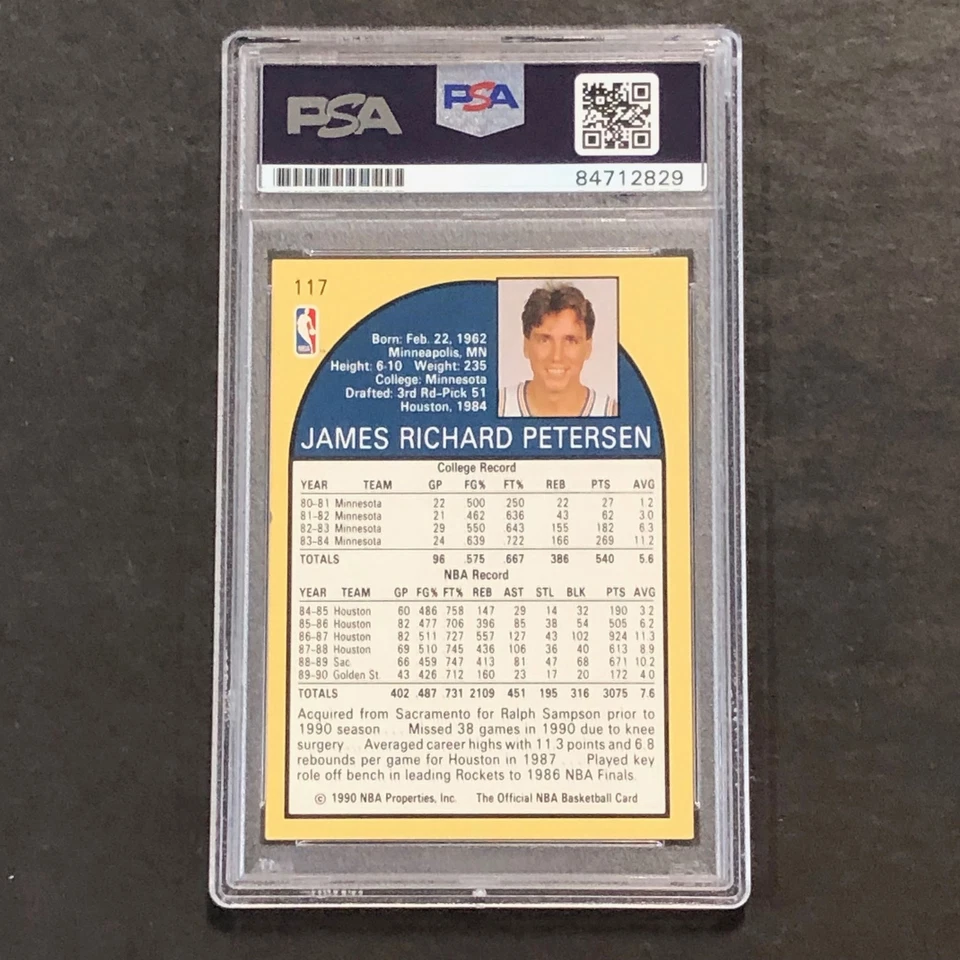 PSA PSA
84712829
117
NBA
Born: Feb. 22, 1962
Minneapolis, MN
Height: 6-10 Weight: 235
College: Minnesota
Drafted: 3rd Rd-Pick 51
Houston, 1984
JAMES RICHARD PETERSEN
College Record
YEAR TEAM GP FG% FT% REB PTS AVG
80-81 Minnesota 22 .500 .250 22 27 1.2
81-82 Minnesota 21 .462 .636 43 62 3.0
82-83 Minnesota 29 .550 .643 155 182 6.3
83-84 Minnesota 24 .639 .722 166 269 11.2
TOTALS 96 .575 .667 386 540 5.6
NBA Record
YEAR TEAM GP FG% FT% REB AST STL BLK PTS AVG
84-85 Houston 60 .486 .758 147 29 14 32 190 3.2
85-86 Houston 82 .477 .706 396 85 38 54 505 6.2
86-87 Houston 82 .511 .727 557 127 43 102 924 11.3
87-88 Houston 69 .510 .745 436 106 36 40 613 8.9
88-89 Sac. 66 .459 .747 413 81 47 68 671 10.2
89-90 Golden St. 43 .426 .712 160 23 17 20 172 4.0
TOTALS 402 .487 .731 2109 451 195 316 3075 7.6
Acquired from Sacramento for Ralph Sampson prior to
1990 season . . . Missed 38 games in 1990 due to knee
surgery . . . Averaged career highs with 11.3 points and 6.8
rebounds per game for Houston in 1987 . . . Played key
role off bench in leading Rockets to 1986 NBA Finals.
© 1990 NBA Properties, Inc. The Official NBA Basketball Card